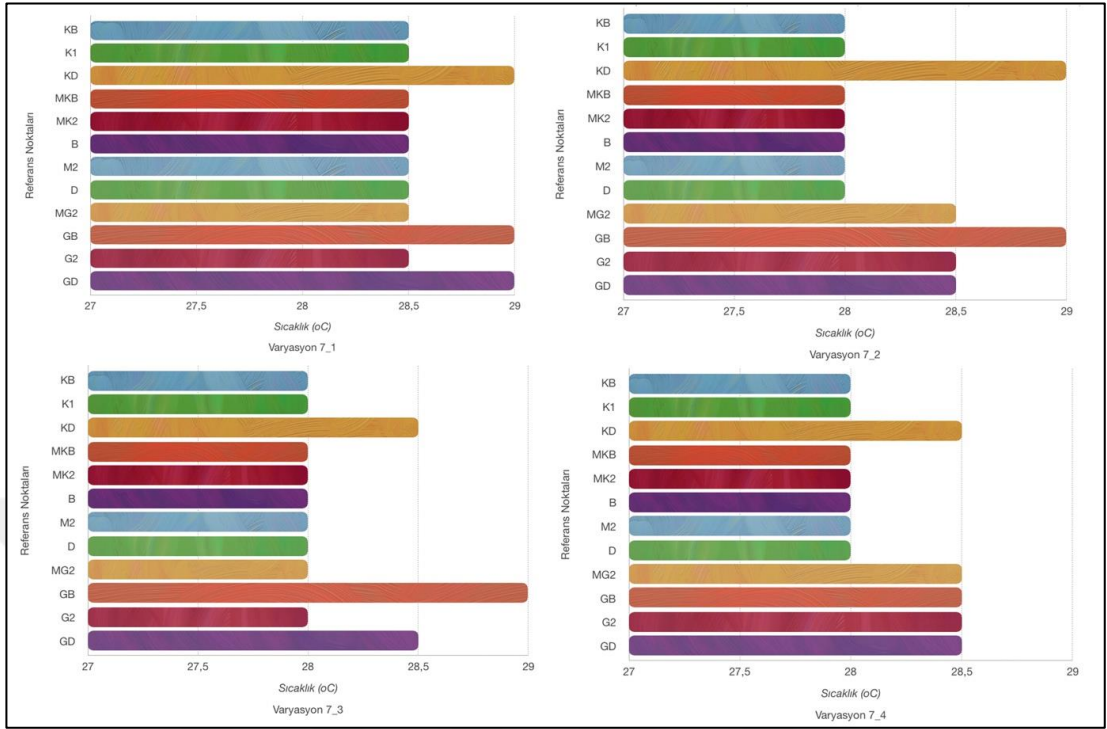 Referans Noktaları
KB
K1
KD
MKB
MK2
B
M2
D
MG2
GB
G2
GD
27 27,5 28 28,5 29
Sıcaklık (oC)
Varyasyon 7_1
Referans Noktaları
KB
K1
KD
MKB
MK2
B
M2
D
MG2
GB
G2
GD
27 27,5 28 28,5 29
Sıcaklık (oC)
Varyasyon 7_2
Referans Noktaları
KB
K1
KD
MKB
MK2
B
M2
D
MG2
GB
G2
GD
27 27,5 28 28,5 29
Sıcaklık (oC)
Varyasyon 7_3
Referans Noktaları
KB
K1
KD
MKB
MK2
B
M2
D
MG2
GB
G2
GD
27 27,5 28 28,5 29
Sıcaklık (oC)
Varyasyon 7_4